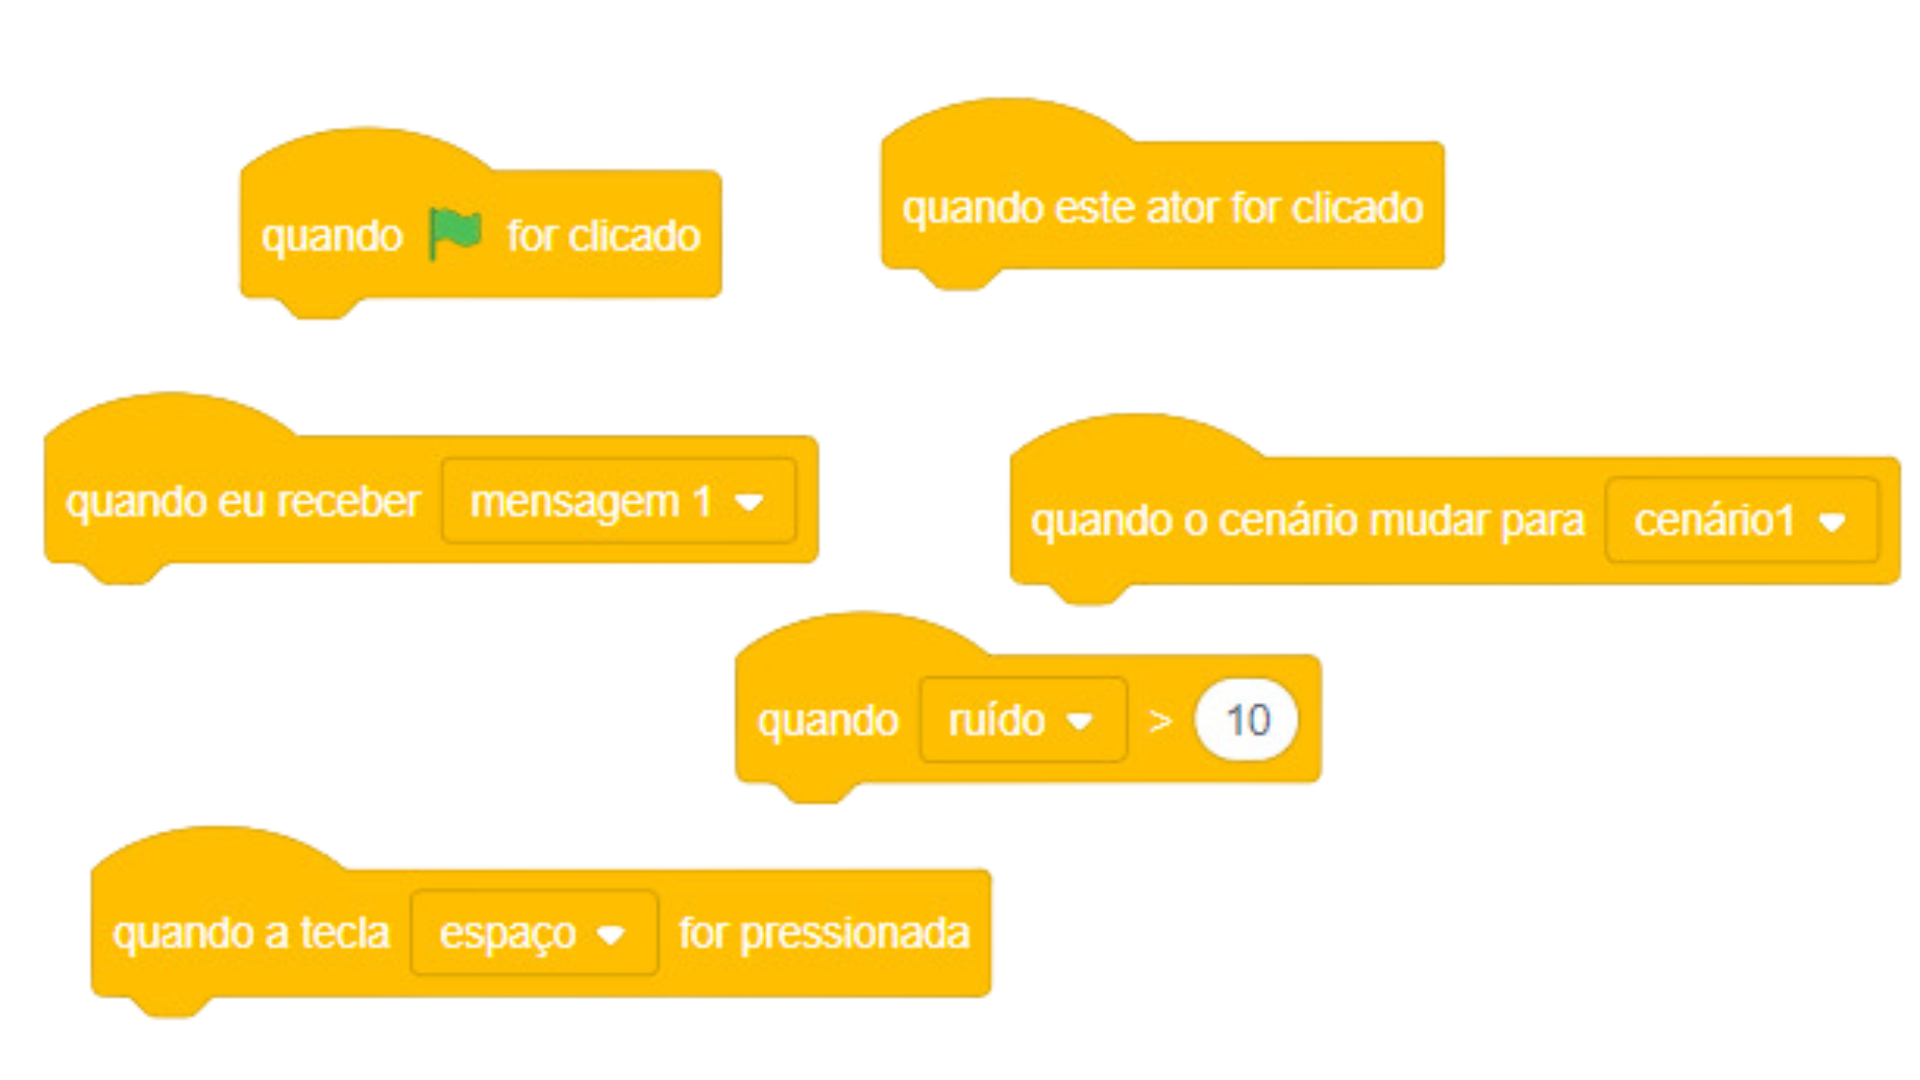 quando for clicado
quando este ator for clicado
quando eu receber mensagem 1
quando o cenário mudar para cenário1
quando ruído > 10
quando a tecla espaço for pressionada